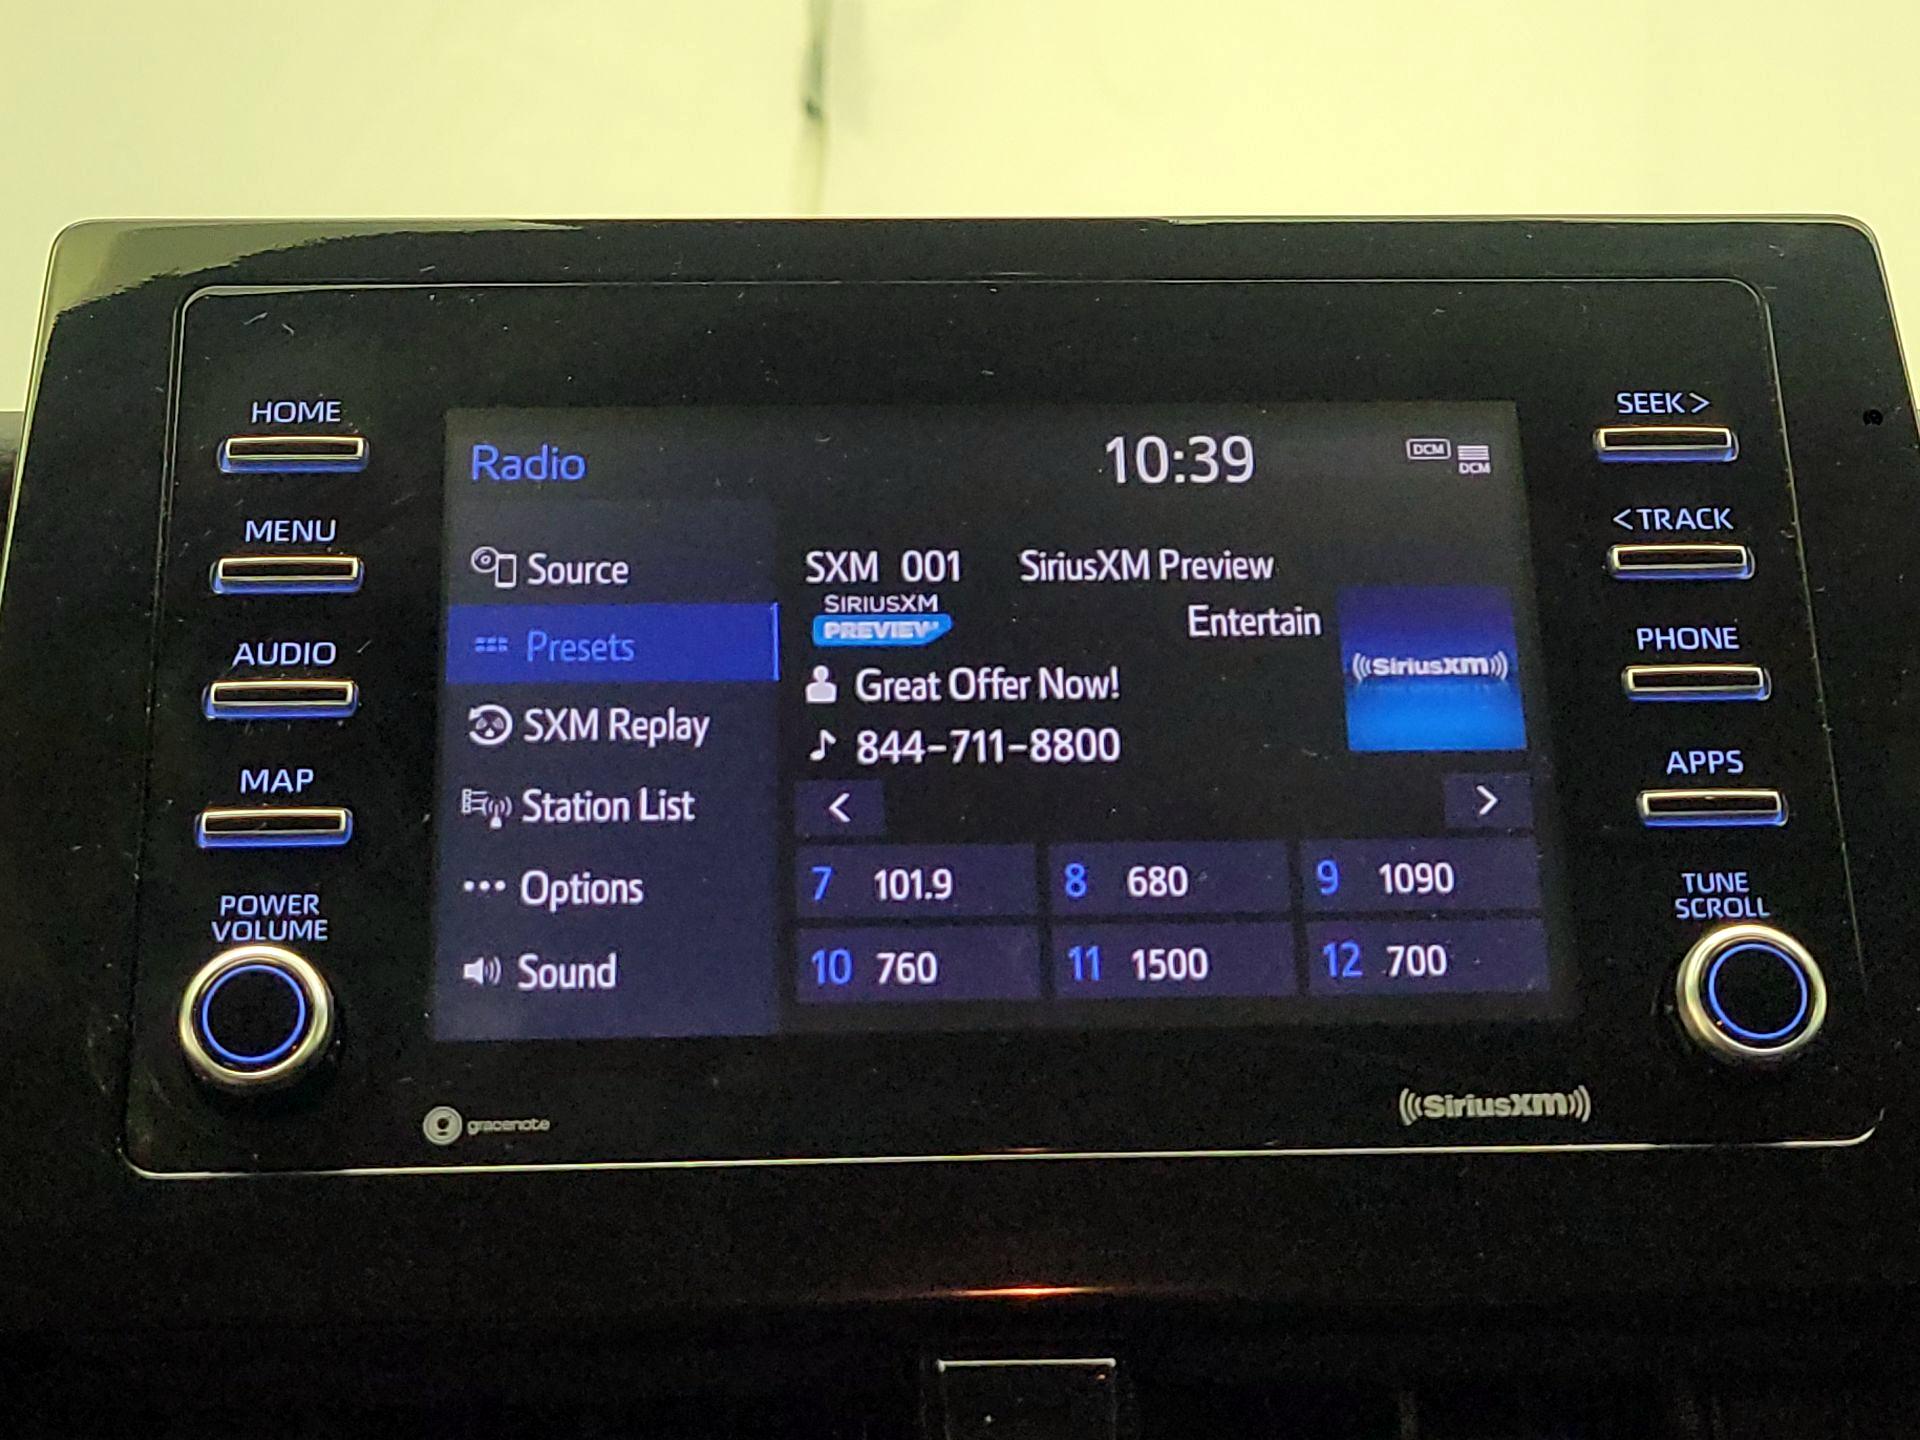 HOME
MENU
AUDIO
MAP
POWER
VOLUME
Radio
10:39
DCM
DCM
Source
Presets
SXM Replay
Station List
Options
Sound
SXM 001 SiriusXM Preview
SIRIUSXM
PREVIEW
Entertain
((SiriusXM))
Great Offer Now!
844-711-8800
<
>
7 101.9
8 680
9 1090
10 760
11 1500
12 700
SEEK >
< TRACK
PHONE
APPS
TUNE
SCROLL
gracenote
((SiriusXM))